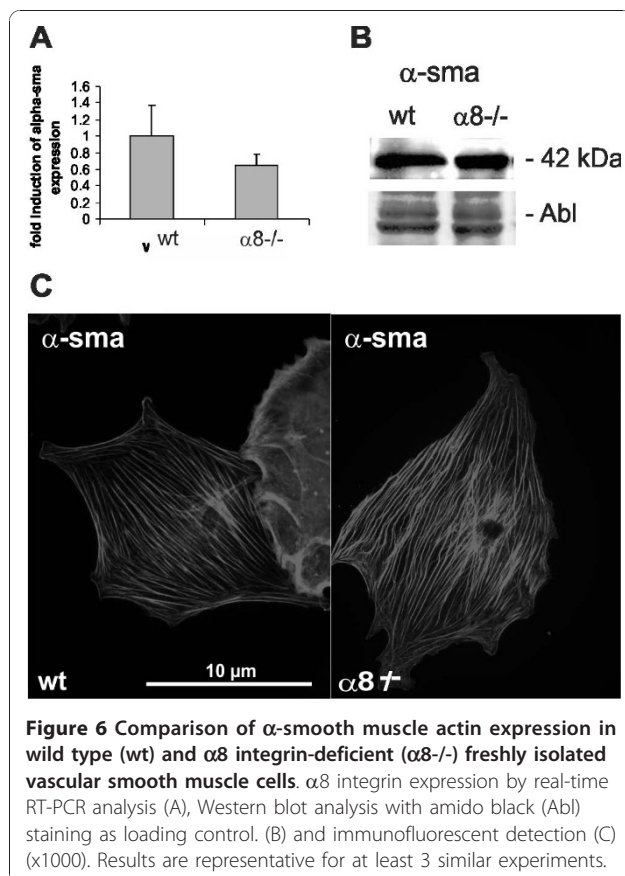 A
fold Induction of alpha-sma
expression
1.6
1.4
1.2
1
0.8
0.6
0.4
0.2
0
v wt
α8-/-
B
α-sma
wt α8-/-
- 42 kDa
- Abl
C
α-sma
α-sma
10 µm
wt
α8 -/-
Figure 6 Comparison of α-smooth muscle actin expression in
wild type (wt) and α8 integrin-deficient (α8-/-) freshly isolated
vascular smooth muscle cells. α8 integrin expression by real-time
RT-PCR analysis (A), Western blot analysis with amido black (Abl)
staining as loading control. (B) and immunofluorescent detection (C)
(x1000). Results are representative for at least 3 similar experiments.